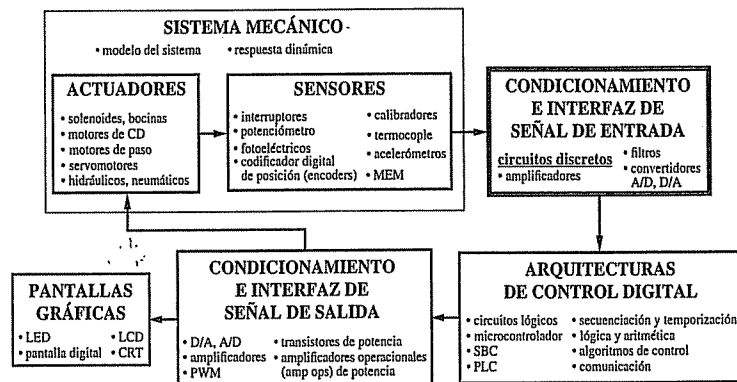 SISTEMA MECÁNICO -
• modelo del sistema • respuesta dinámica
ACTUADORES
• solenoides, bocinas
• motores de CD
• motores de paso
• servomotores
• hidráulicos, neumáticos
SENSORES
• interruptores
• potenciómetro
• fotoeléctricos
• codificador digital
de posición (encoders)
• calibradores
• termocople
• acelerómetros
• MEM
CONDICIONAMIENTO
E INTERFAZ DE
SEÑAL DE ENTRADA
circuitos discretos
• amplificadores
• filtros
• convertidores
A/D, D/A
PANTALLAS
GRÁFICAS
• LED
• pantalla digital
• LCD
• CRT
CONDICIONAMIENTO
E INTERFAZ DE
SEÑAL DE SALIDA
• D/A, A/D
• amplificadores
• PWM
• transistores de potencia
• amplificadores operacionales
(amp ops) de potencia
ARQUITECTURAS
DE CONTROL DIGITAL
• circuitos lógicos
• microcontrolador
• SBC
• PLC
• secuenciación y temporización
• lógica y aritmética
• algoritmos de control
• comunicación